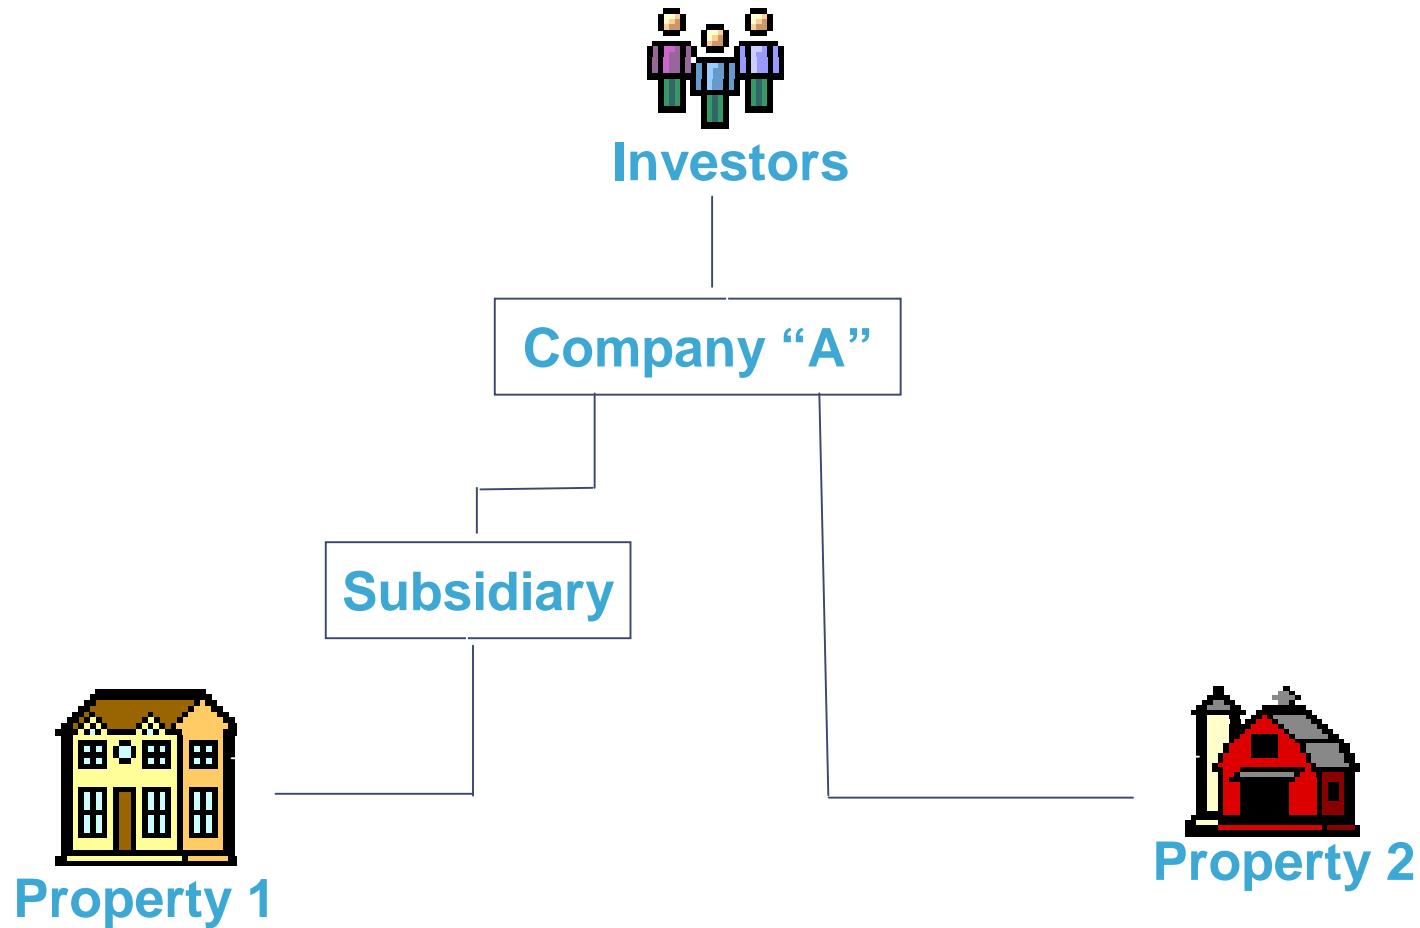 Investors
Company “A”
Subsidiary
Property 1
Property 2